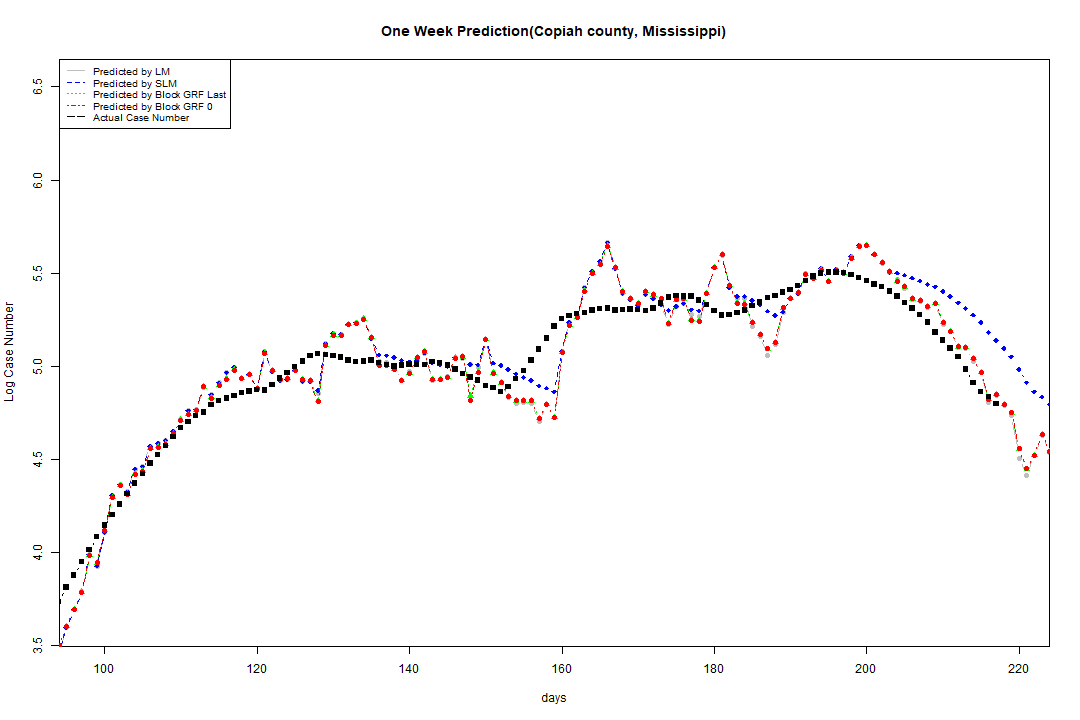 One Week Prediction(Copiah county, Mississippi)
Predicted by LM
Predicted by SLM
Predicted by Block GRF Last
Predicted by Block GRF 0
Actual Case Number
Log Case Number
6.5
6.0
5.5
5.0
4.5
4.0
3.5
100 120 140 160 180 200 220
days